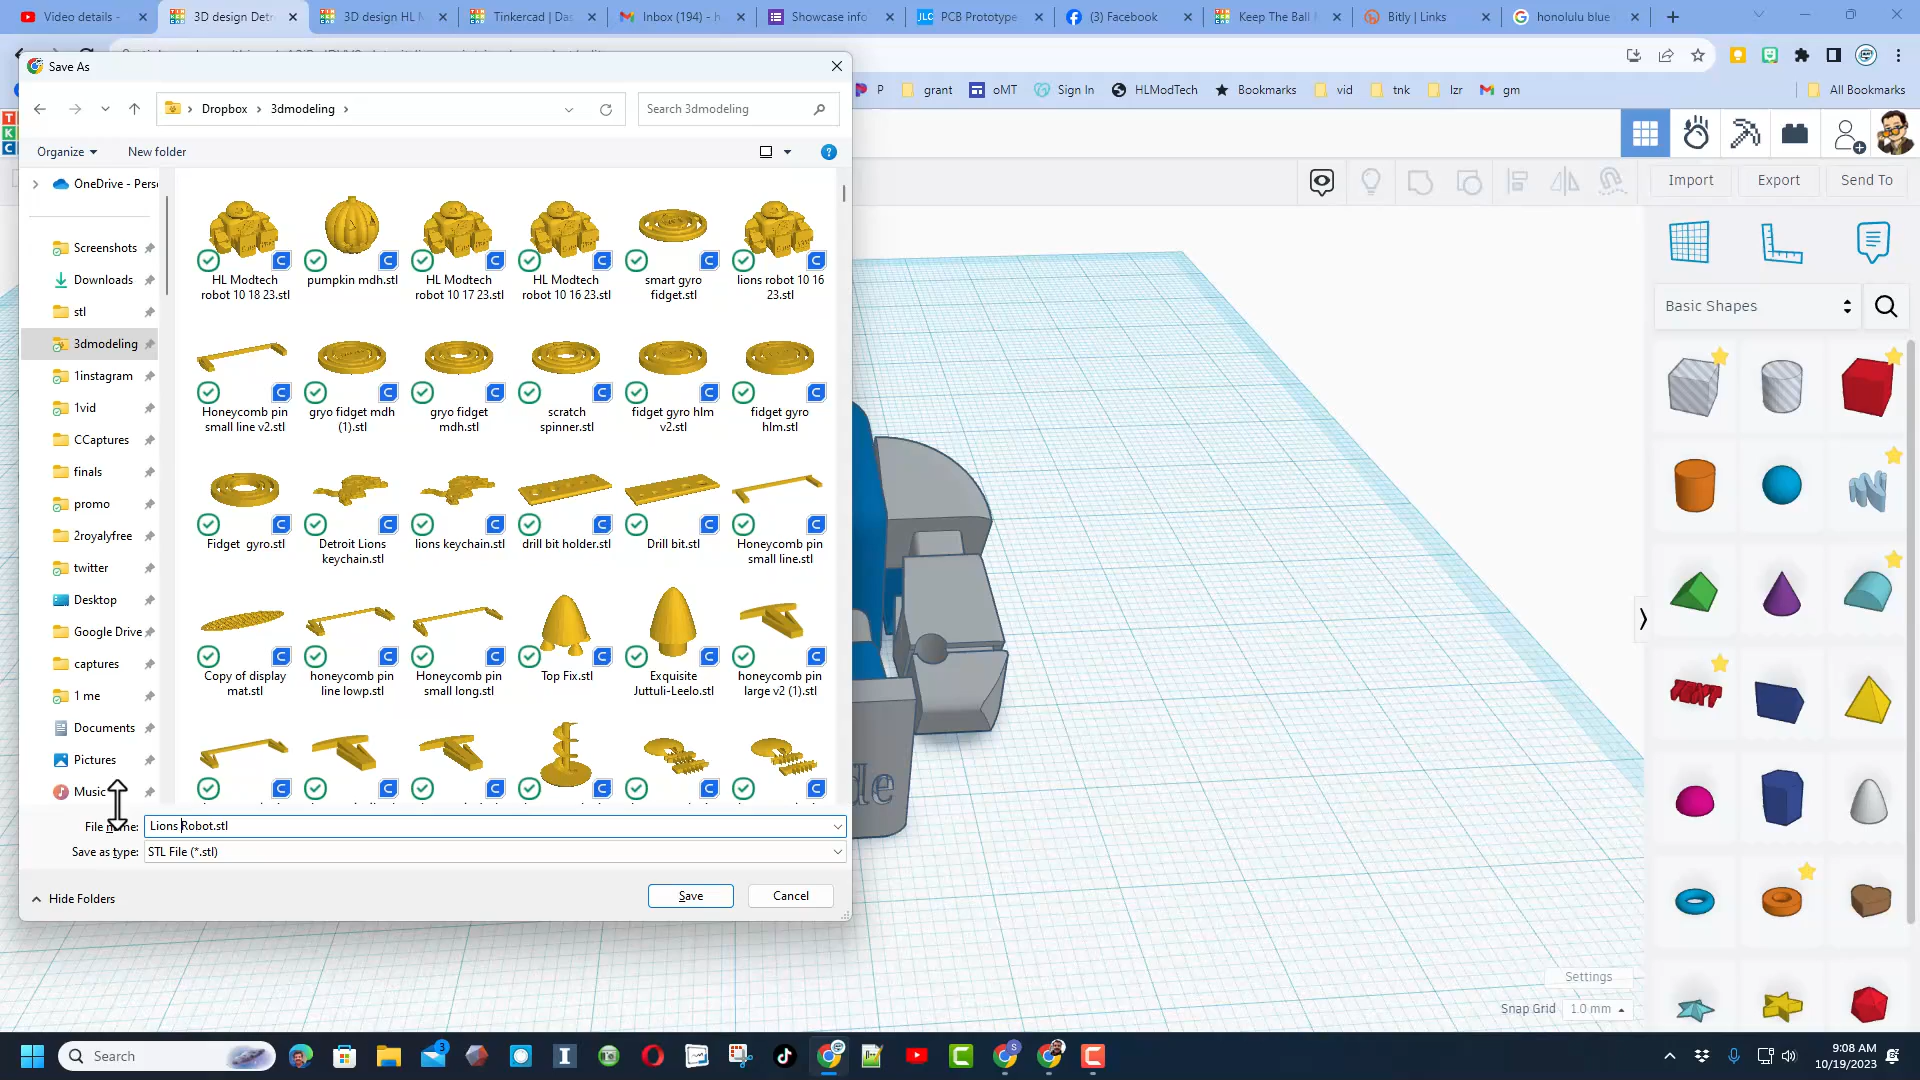 Video details -
3D design Detr
3D design HL M
Tinkercad | Das
Inbox (194) - h
Showcase info
PCB Prototype
(3) Facebook
Keep The Ball
Bitly | Links
honolulu blue
Save As
P
grant
oMT
Sign In
HLModTech
Bookmarks
vid
tnk
lzr
gm
All Bookmarks
Dropbox
3dmodeling
Search 3dmodeling
Organize
New folder
Import
Export
Send To
OneDrive - Perso
Screenshots
Downloads
stl
3dmodeling
1instagram
1vid
CCaptures
finals
promo
2royalyfree
twitter
Desktop
Google Drive
captures
1 me
Documents
Pictures
Music
HL Modtech
robot 10 18 23.stl
pumpkin mdh.stl
HL Modtech
robot 10 17 23.stl
HL Modtech
robot 10 16 23.stl
smart gyro
fidget.stl
lions robot 10 16
23.stl
Honeycomb pin
small line v2.stl
gryo fidget mdh
(1).stl
gryo fidget
mdh.stl
scratch
spinner.stl
fidget gyro hlm
v2.stl
fidget gyro
hlm.stl
Fidget gyro.stl
Detroit Lions
keychain.stl
lions keychain.stl
drill bit holder.stl
Drill bit.stl
Honeycomb pin
small line.stl
Copy of display
mat.stl
honeycomb pin
line lowp.stl
Honeycomb pin
small long.stl
Top Fix.stl
Exquisite
Juttuli-Leelo.stl
honeycomb pin
large v2 (1).stl
File name:
Lions Robot.stl
Save as type:
STL File (*.stl)
Hide Folders
Save
Cancel
Basic Shapes
TEXT
Settings
Snap Grid
1.0 mm
Search
3
9:08 AM
10/19/2023